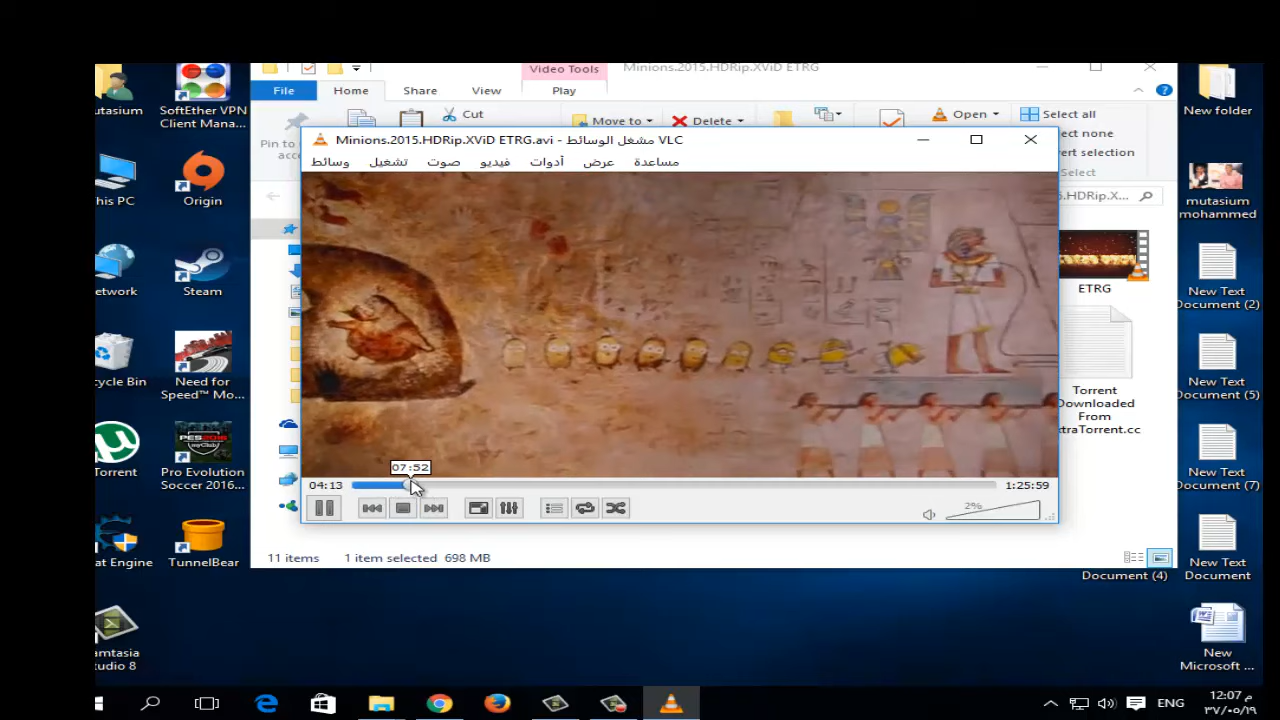 utasium
SoftEther VPN
Client Mana...
This PC
Origin
etwork
Steam
cycle Bin
Need for
Speed™ Mo...
Torrent
Pro Evolution
Soccer 2016...
at Engine
TunnelBear
amtasia
tudio 8
Video Tools
Minions.2015.HDRip.XViD ETRG
File
Home
Share
View
Play
Cut
Move to
Delete
Open
Select all
ect none
ert selection
Select
Pin to
acce
Minions.2015.HDRip.XViD ETRG.avi - مشغل الوسائط VLC
وسائط
تشغيل
صوت
فيديو
أدوات
عرض
مساعدة
5.HDRip.X...
07:52
04:13
1:25:59
2%
ETRG
Torrent
Downloaded
From
xtraTorrent.cc
11 items
1 item selected
698 MB
New folder
mutasium
mohammed
New Text
Document (2)
New Text
Document (5)
New Text
Document (7)
New Text
Document
Document (4)
New
Microsoft ...
ENG
12:07 م
٣٧/٠٥/١٩